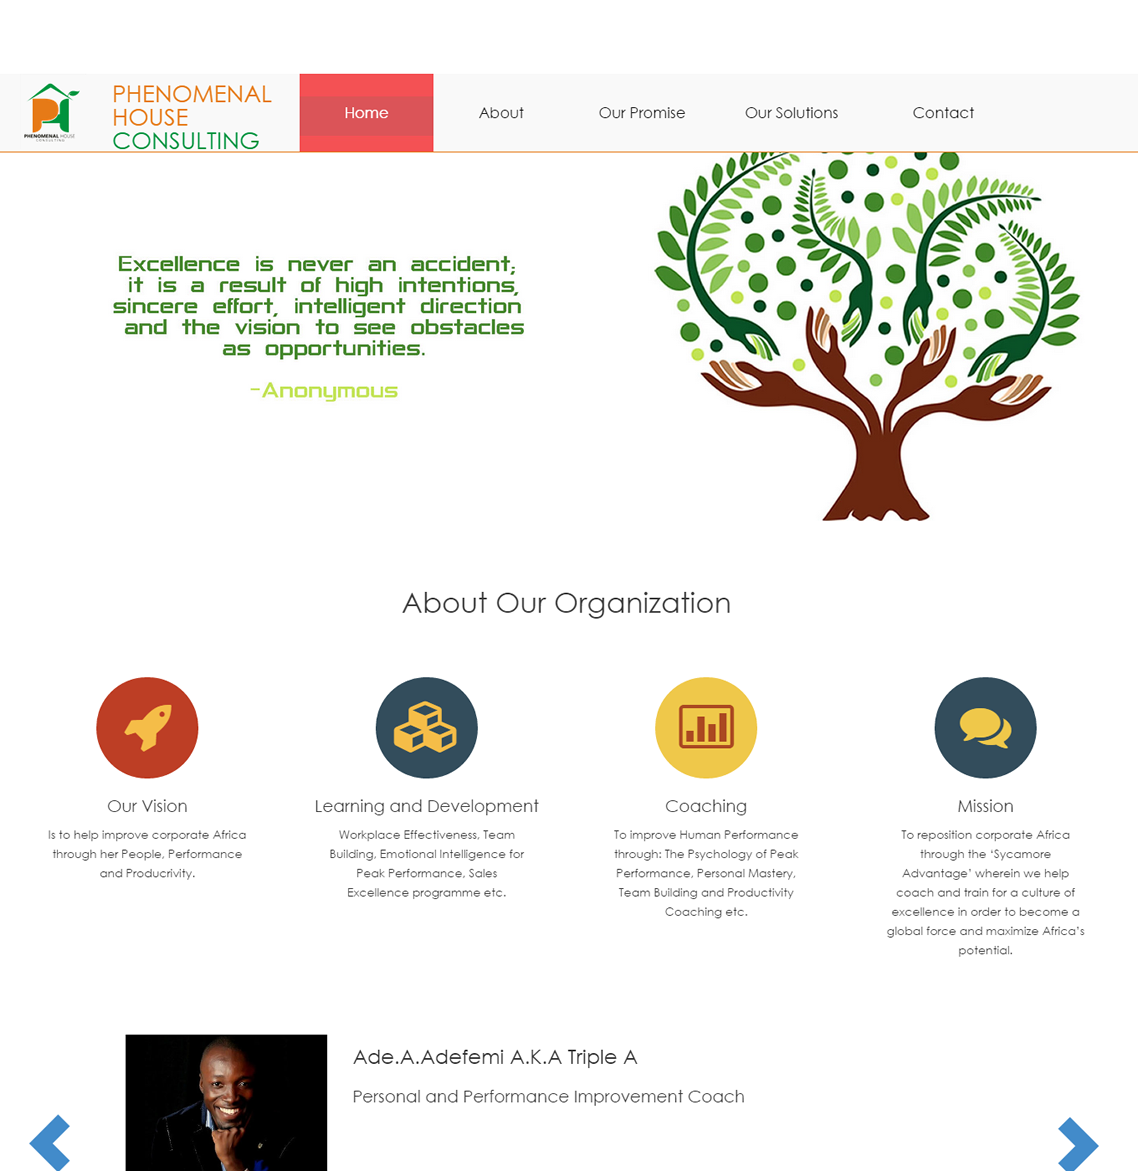 PHENOMENAL HOUSE
CONSULTING
PHENOMENAL
HOUSE
CONSULTING
Home
About
Our Promise
Our Solutions
Contact
Excellence is never an accident;
it is a result of high intentions,
sincere effort, intelligent direction
and the vision to see obstacles
as opportunities.
-Anonymous
About Our Organization
Our Vision
Is to help improve corporate Africa
through her People, Performance
and Producrivity.
Learning and Development
Workplace Effectiveness, Team
Building, Emotional Intelligence for
Peak Performance, Sales
Excellence programme etc.
Coaching
To improve Human Performance
through: The Psychology of Peak
Performance, Personal Mastery,
Team Building and Productivity
Coaching etc.
Mission
To reposition corporate Africa
through the ‘Sycamore
Advantage’ wherein we help
coach and train for a culture of
excellence in order to become a
global force and maximize Africa’s
potential.
Ade.A.Adefemi A.K.A Triple A
Personal and Performance Improvement Coach